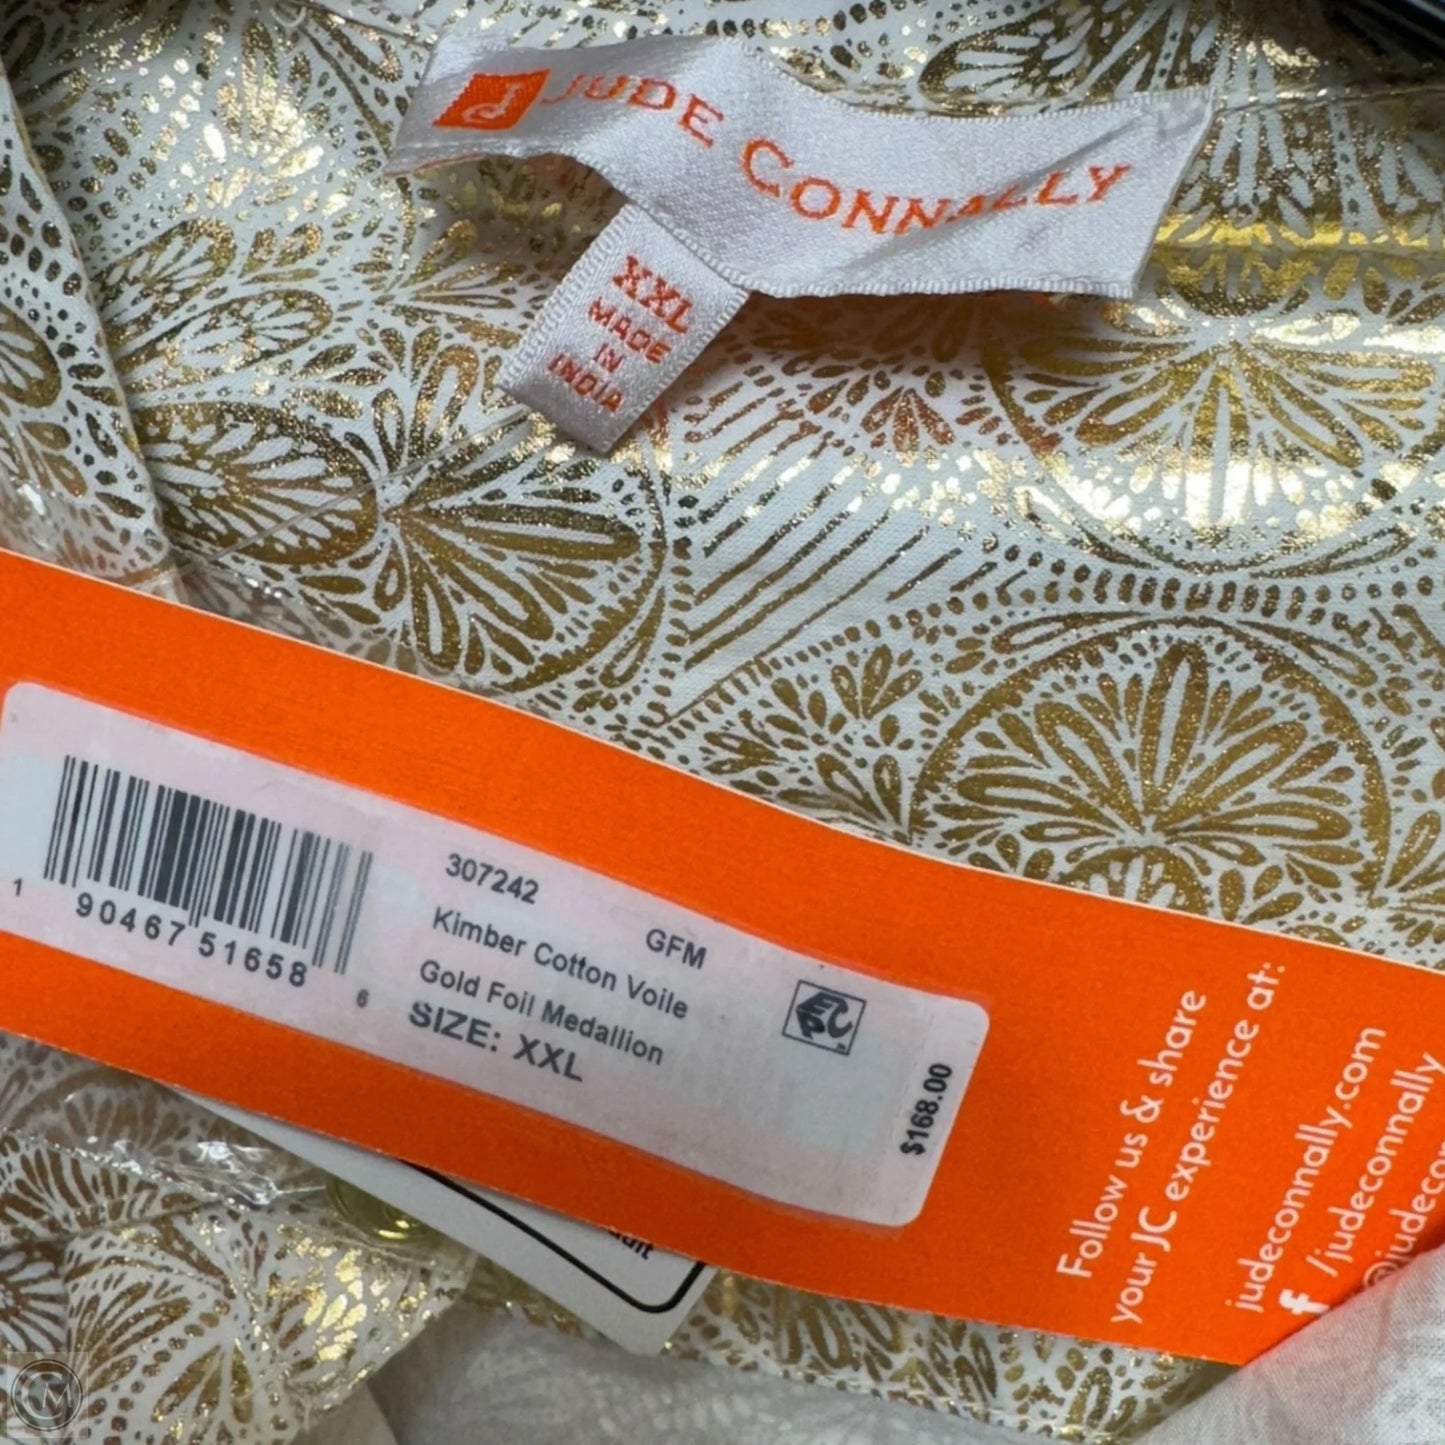 J JUDE CONNALLY
XXL
MADE
IN
INDIA
307242 GFM
Kimber Cotton Voile
Gold Foil Medallion
SIZE: XXL
1 90467 51658 6
$168.00
Follow us & share
your JC experience at:
judeconnally.com
f /judeconnally
CM